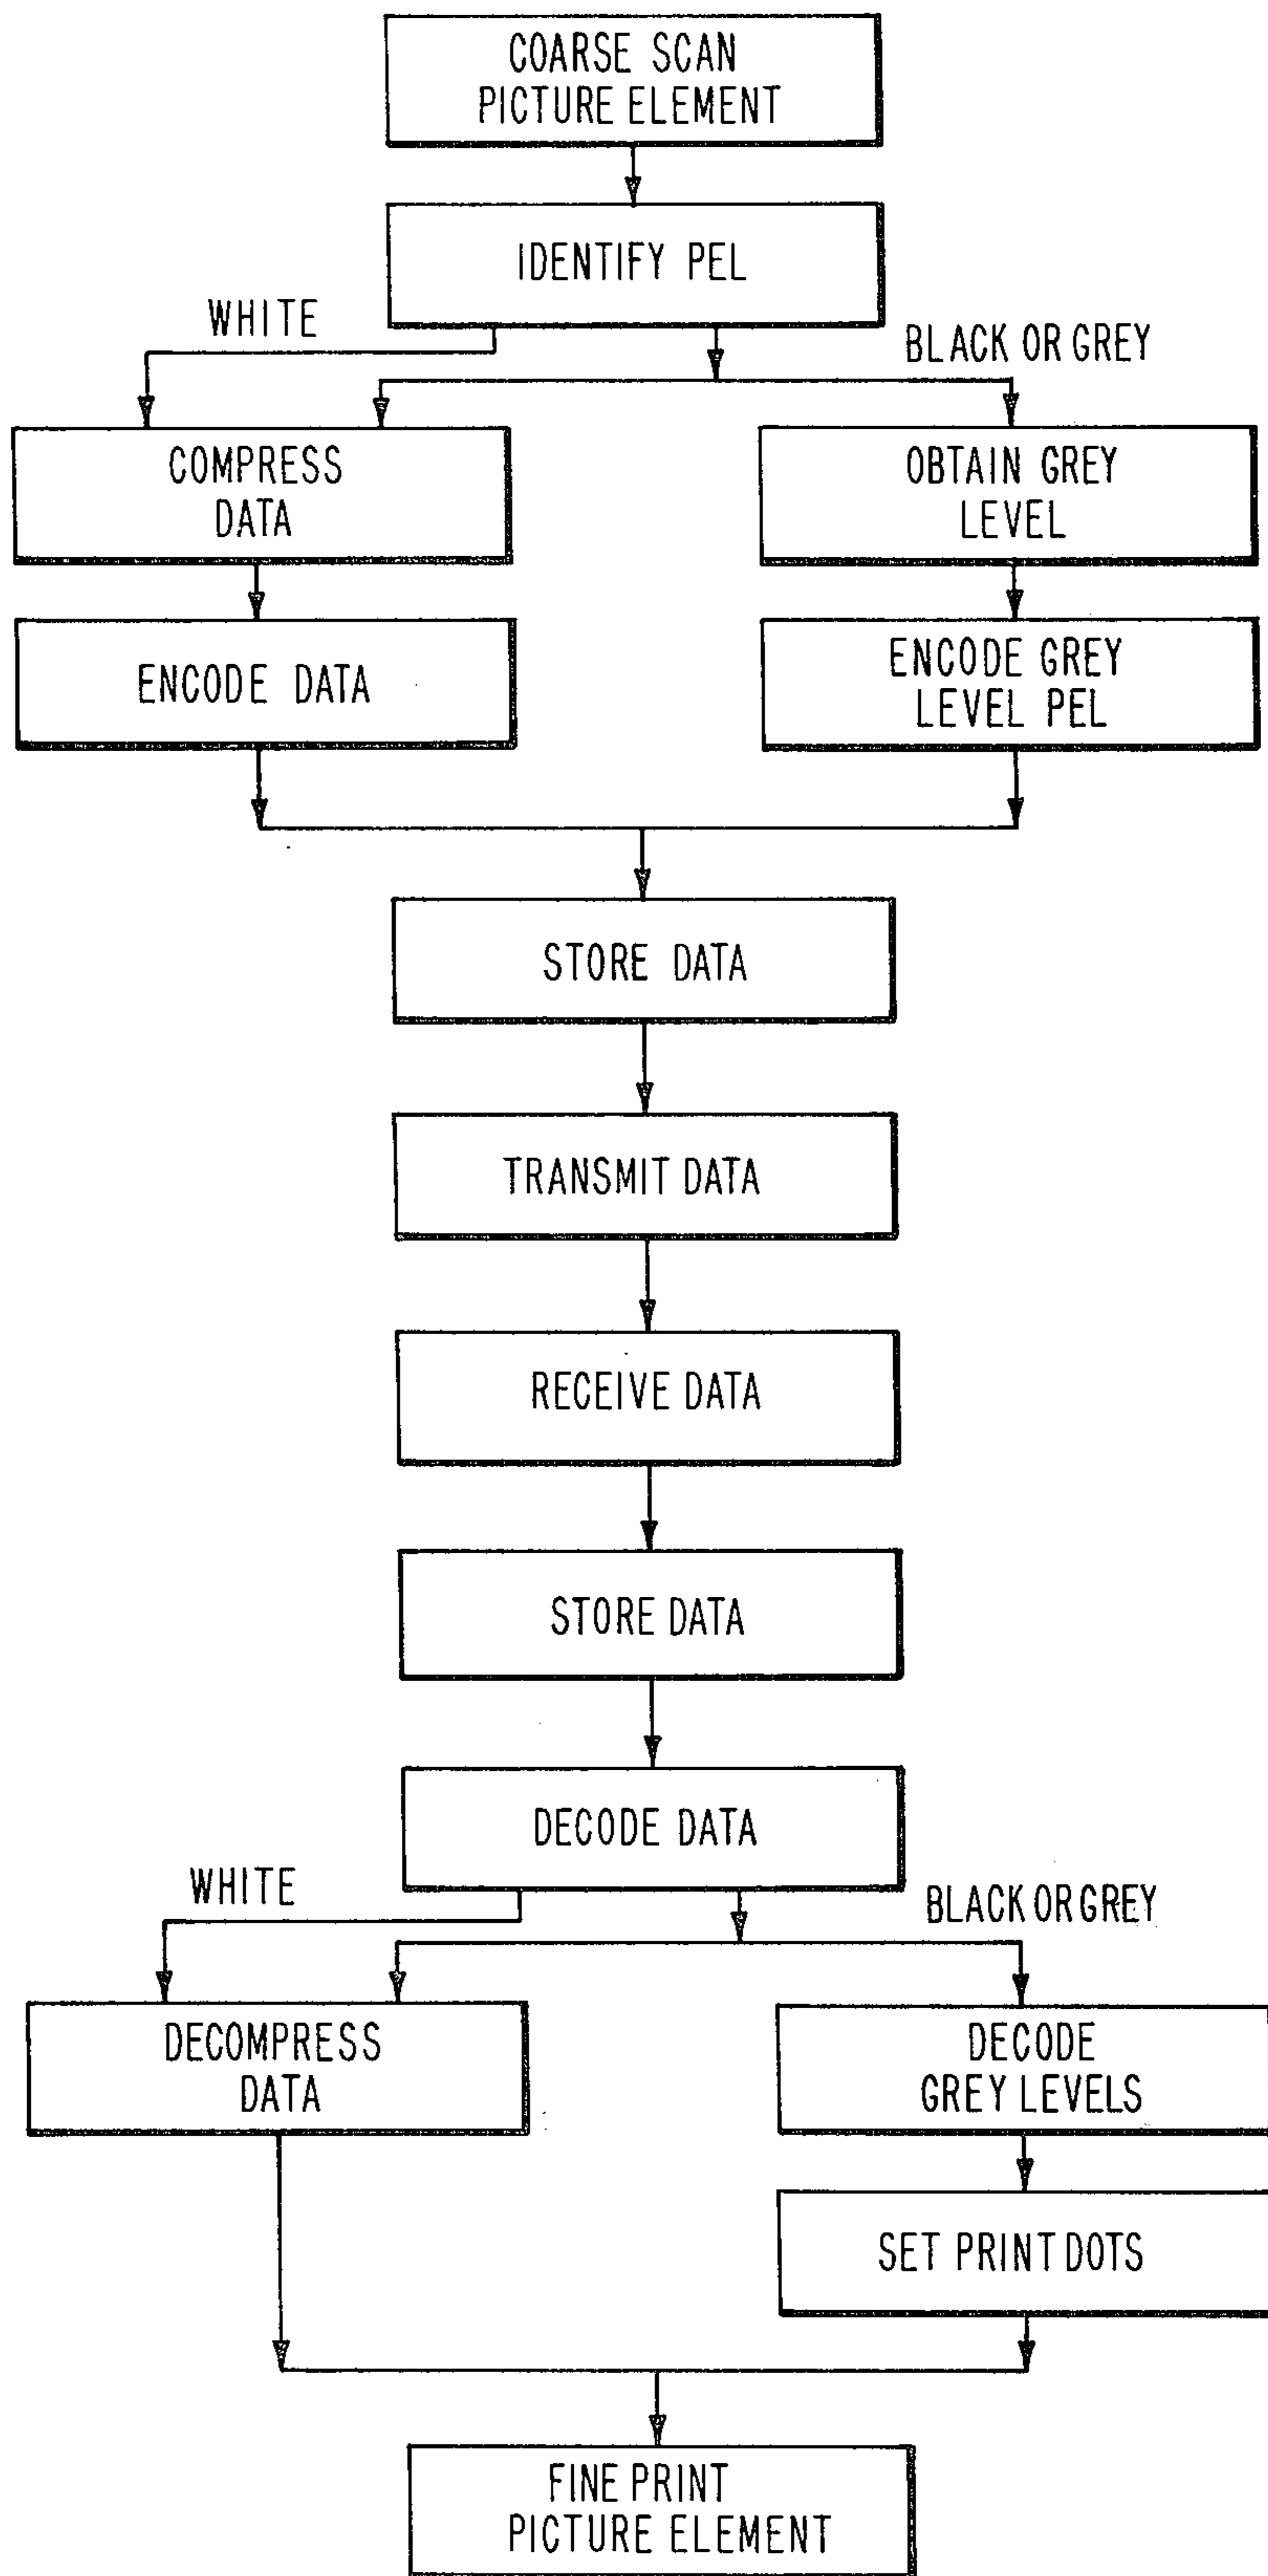 COARSE SCAN
PICTURE ELEMENT
IDENTIFY PEL
WHITE
BLACK OR GREY
COMPRESS
DATA
OBTAIN GREY
LEVEL
ENCODE DATA
ENCODE GREY
LEVEL PEL
STORE DATA
TRANSMIT DATA
RECEIVE DATA
STORE DATA
DECODE DATA
WHITE
BLACK OR GREY
DECOMPRESS
DATA
DECODE
GREY LEVELS
SET PRINT DOTS
FINE PRINT
PICTURE ELEMENT